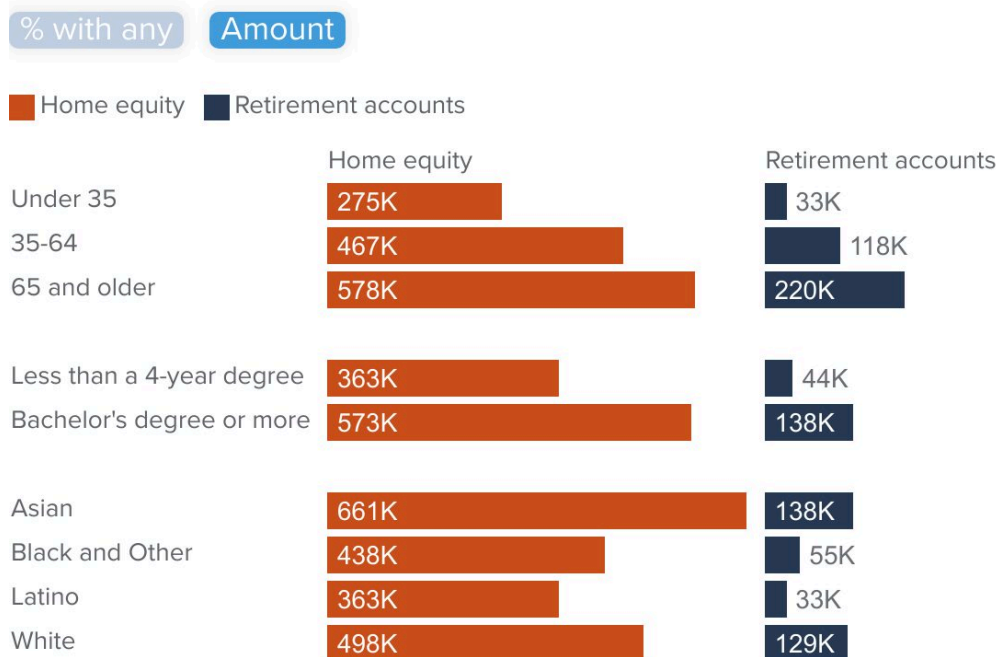 % with any Amount
Home equity Retirement accounts
Home equity Retirement accounts
Under 35 275K 33K
35-64 467K 118K
65 and older 578K 220K
Less than a 4-year degree 363K 44K
Bachelor's degree or more 573K 138K
Asian 661K 138K
Black and Other 438K 55K
Latino 363K 33K
White 498K 129K